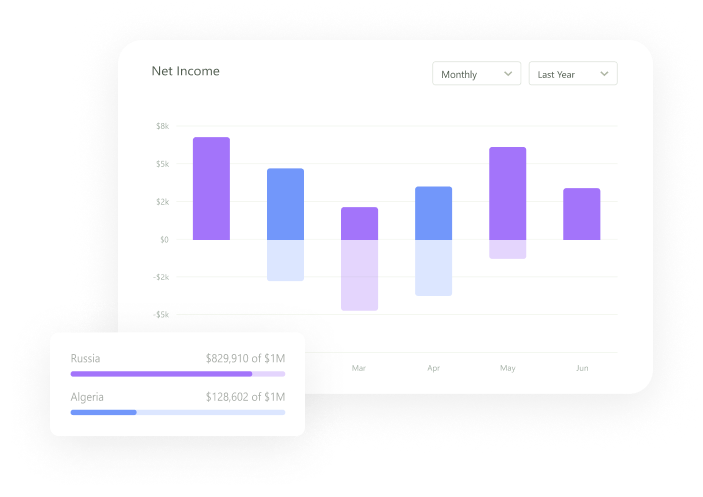 Net Income
Monthly
Last Year
$8k
$5k
$2k
$0
-$2k
-$5k
Mar Apr May Jun
Russia $829,910 of $1M
Algeria $128,602 of $1M